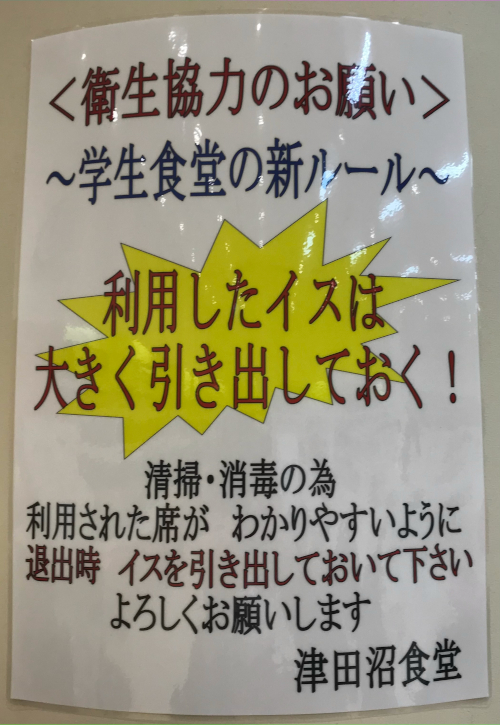 ＜衛生協力のお願い＞
～学生食堂の新ルール～
利用したイスは
大きく引き出しておく！
清掃・消毒の為
利用された席が　わかりやすいように
退出時　イスを引き出しておいて下さい
よろしくお願いします
津田沼食堂